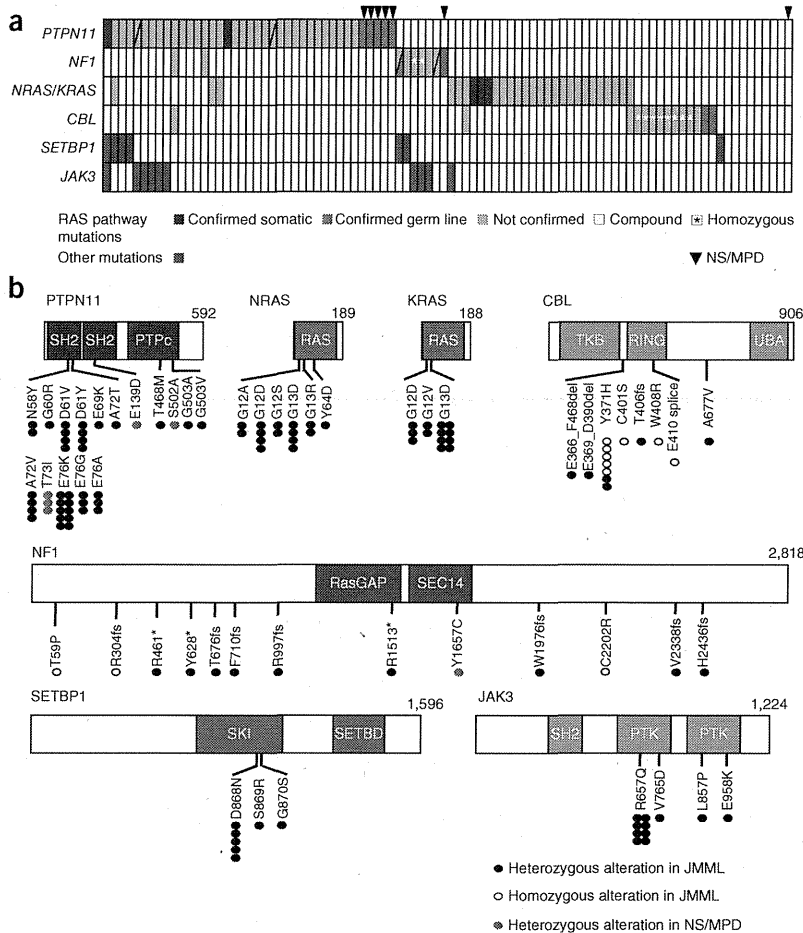 a
PTPN11
NF1
NRAS/KRAS
CBL
SETBP1
JAK3
RAS pathway mutations
Confirmed somatic
Confirmed germ line
Not confirmed
Compound
* Homozygous
Other mutations
NS/MPD
b
PTPN11
592
SH2 SH2 PTPc
N58Y
G60R
D61V
D61Y
E69K
A72T
E139D
T468M
S502A
G503A
G503V
A72V
T73I
E76K
E76G
E76A
NRAS
189
RAS
G12A
G12D
G12S
G13D
G13R
Y64D
KRAS
188
RAS
G12D
G12V
G13D
CBL
906
TKB RING UBA
E366_F468del
E369_D390del
Y371H
C401S
T406fs
W408R
E410 splice
A677V
NF1
2,818
RasGAP SEC14
T59P
R304fs
R461*
Y628*
T676fs
F710fs
R997fs
R1513*
Y1657C
W1976fs
C2202R
V2338fs
H2436fs
SETBP1
1,596
SKI SETBD
D868N
S869R
G870S
JAK3
1,224
SH2 PTK PTK
R657Q
V765D
L857P
E958K
Heterozygous alteration in JMML
Homozygous alteration in JMML
Heterozygous alteration in NS/MPD